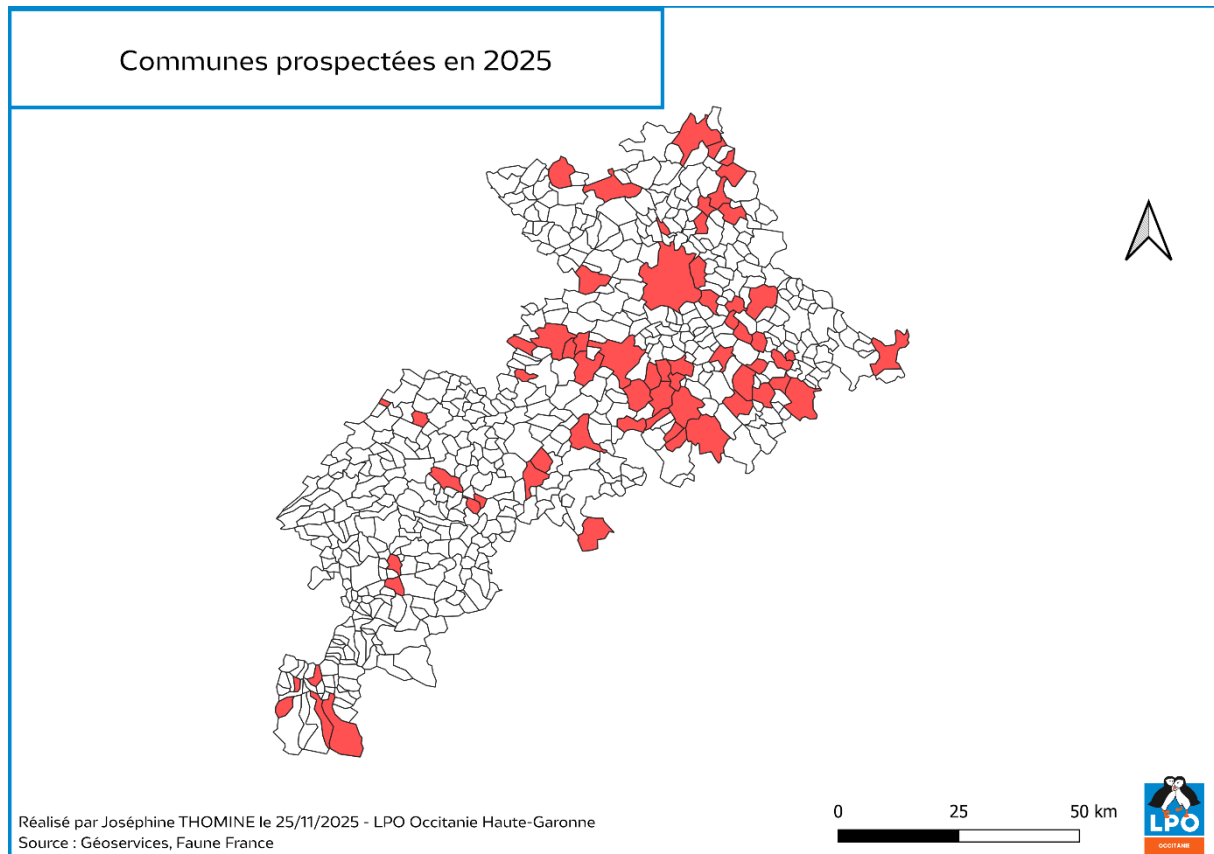 Communes prospectées en 2025
0 25 50 km
Réalisé par Joséphine THOMINE le 25/11/2025 - LPO Occitanie Haute-Garonne
Source : Géoservices, Faune France
LPO
OCCITANIE